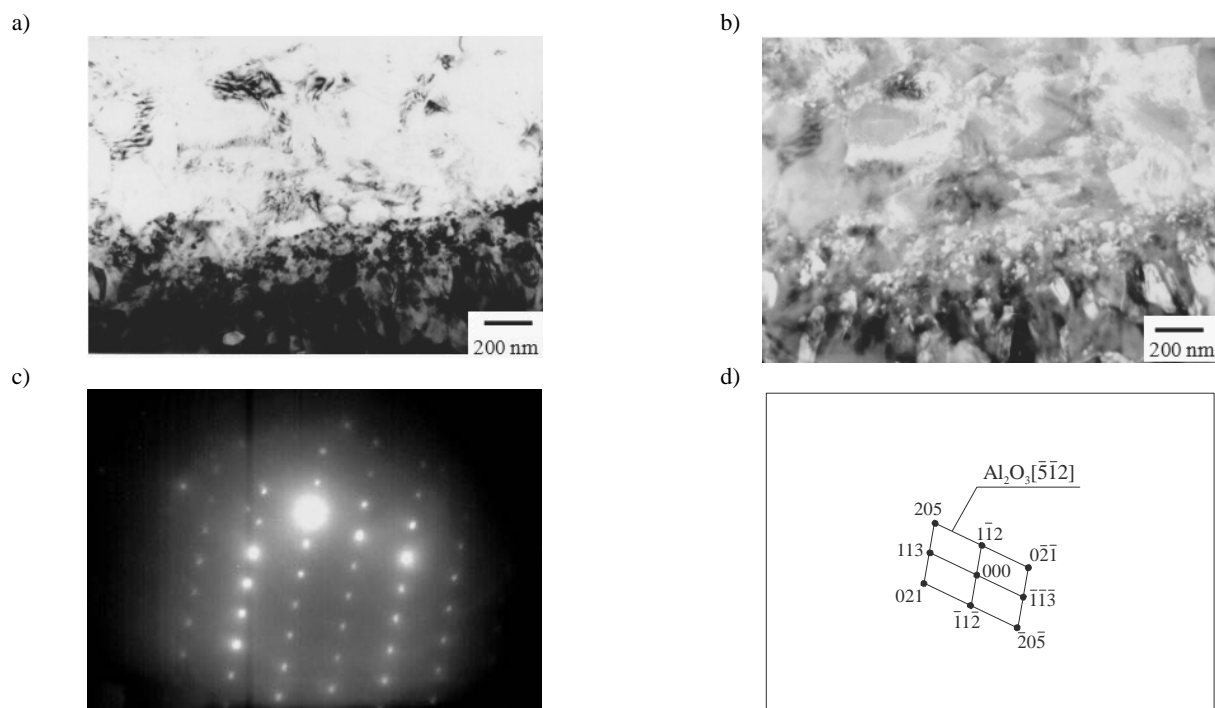 a)
b)
200 nm
200 nm
c)
d)
Al₂O₃[5̅1̅2]
205
11̅2
113
02̅1̅
000
021
1̅1̅3̅
1̅12̅
2̅05̅